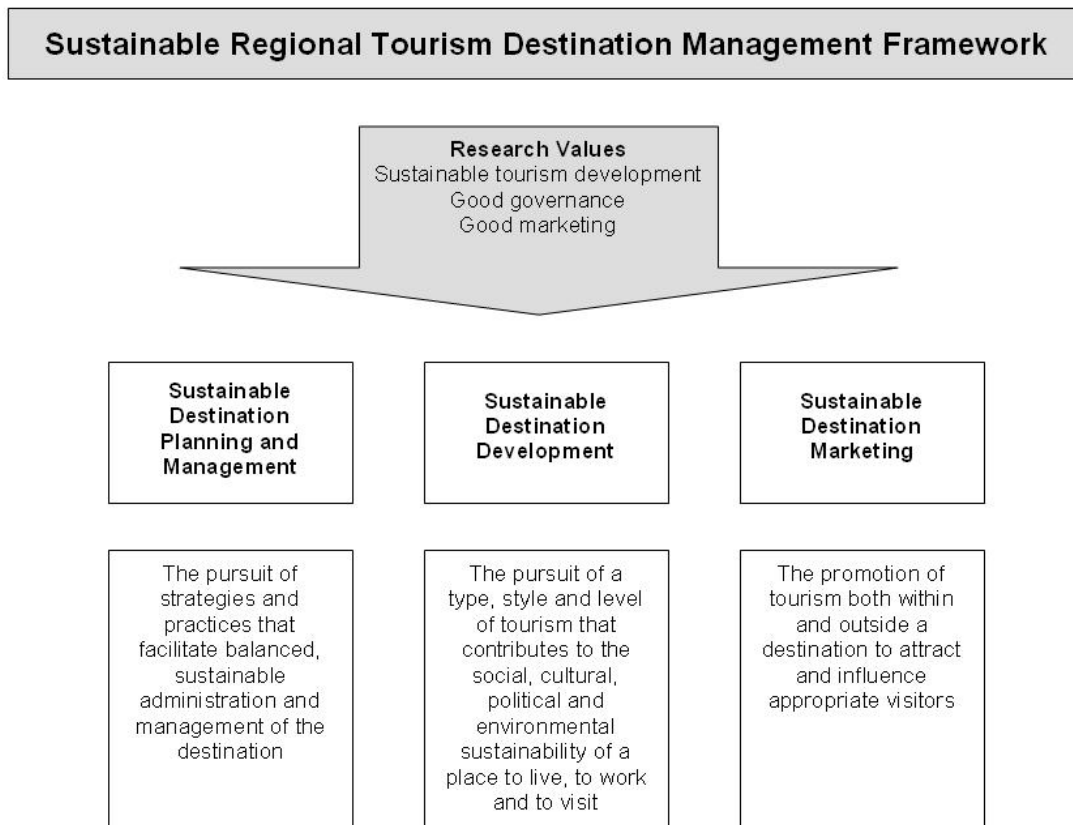 Sustainable Regional Tourism Destination Management Framework
Research Values
Sustainable tourism development
Good governance
Good marketing
Sustainable
Destination
Planning and
Management
Sustainable
Destination
Development
Sustainable
Destination
Marketing
The pursuit of
strategies and
practices that
facilitate balanced,
sustainable
administration and
management of the
destination
The pursuit of a
type, style and level
of tourism that
contributes to the
social, cultural,
political and
environmental
sustainability of a
place to live, to work
and to visit
The promotion of
tourism both within
and outside a
destination to attract
and influence
appropriate visitors